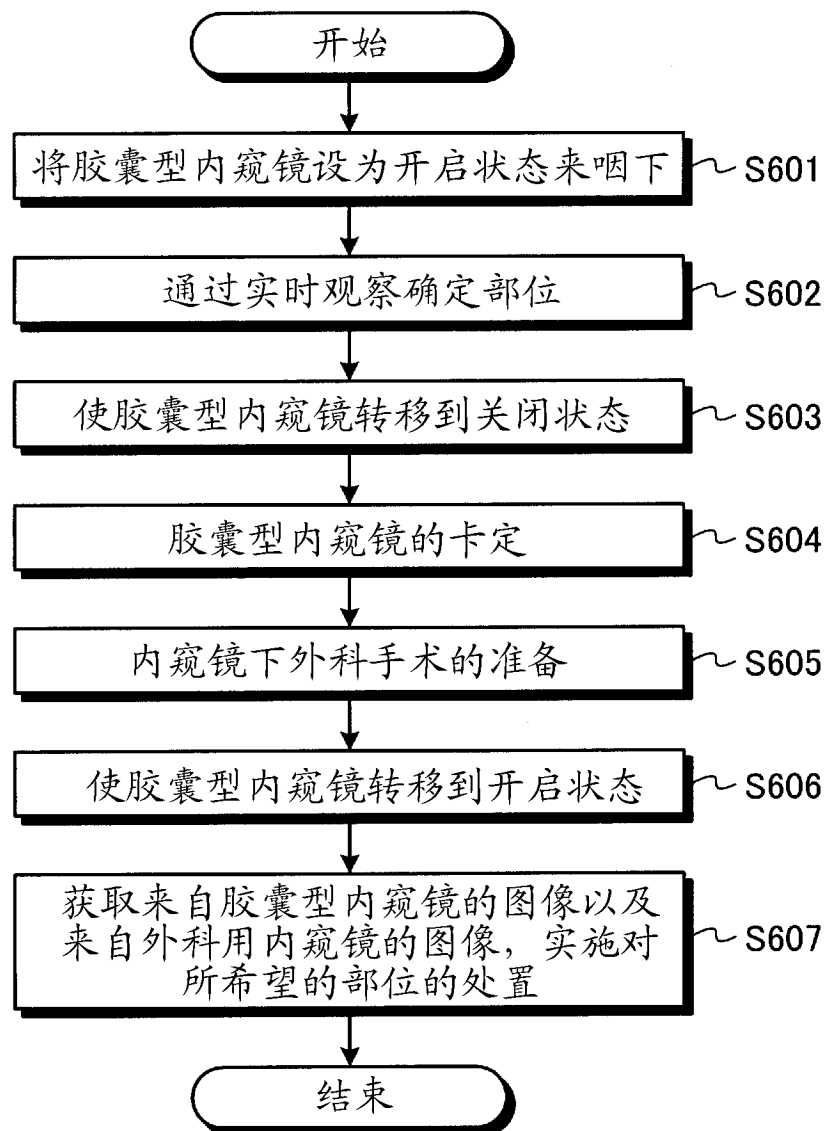 开始
将胶囊型内窥镜设为开启状态来咽下
S601
通过实时观察确定部位
S602
使胶囊型内窥镜转移到关闭状态
S603
胶囊型内窥镜的卡定
S604
内窥镜下外科手术的准备
S605
使胶囊型内窥镜转移到开启状态
S606
获取来自胶囊型内窥镜的图像以及
来自外科用内窥镜的图像，实施对
所希望的部位的处置
S607
结束